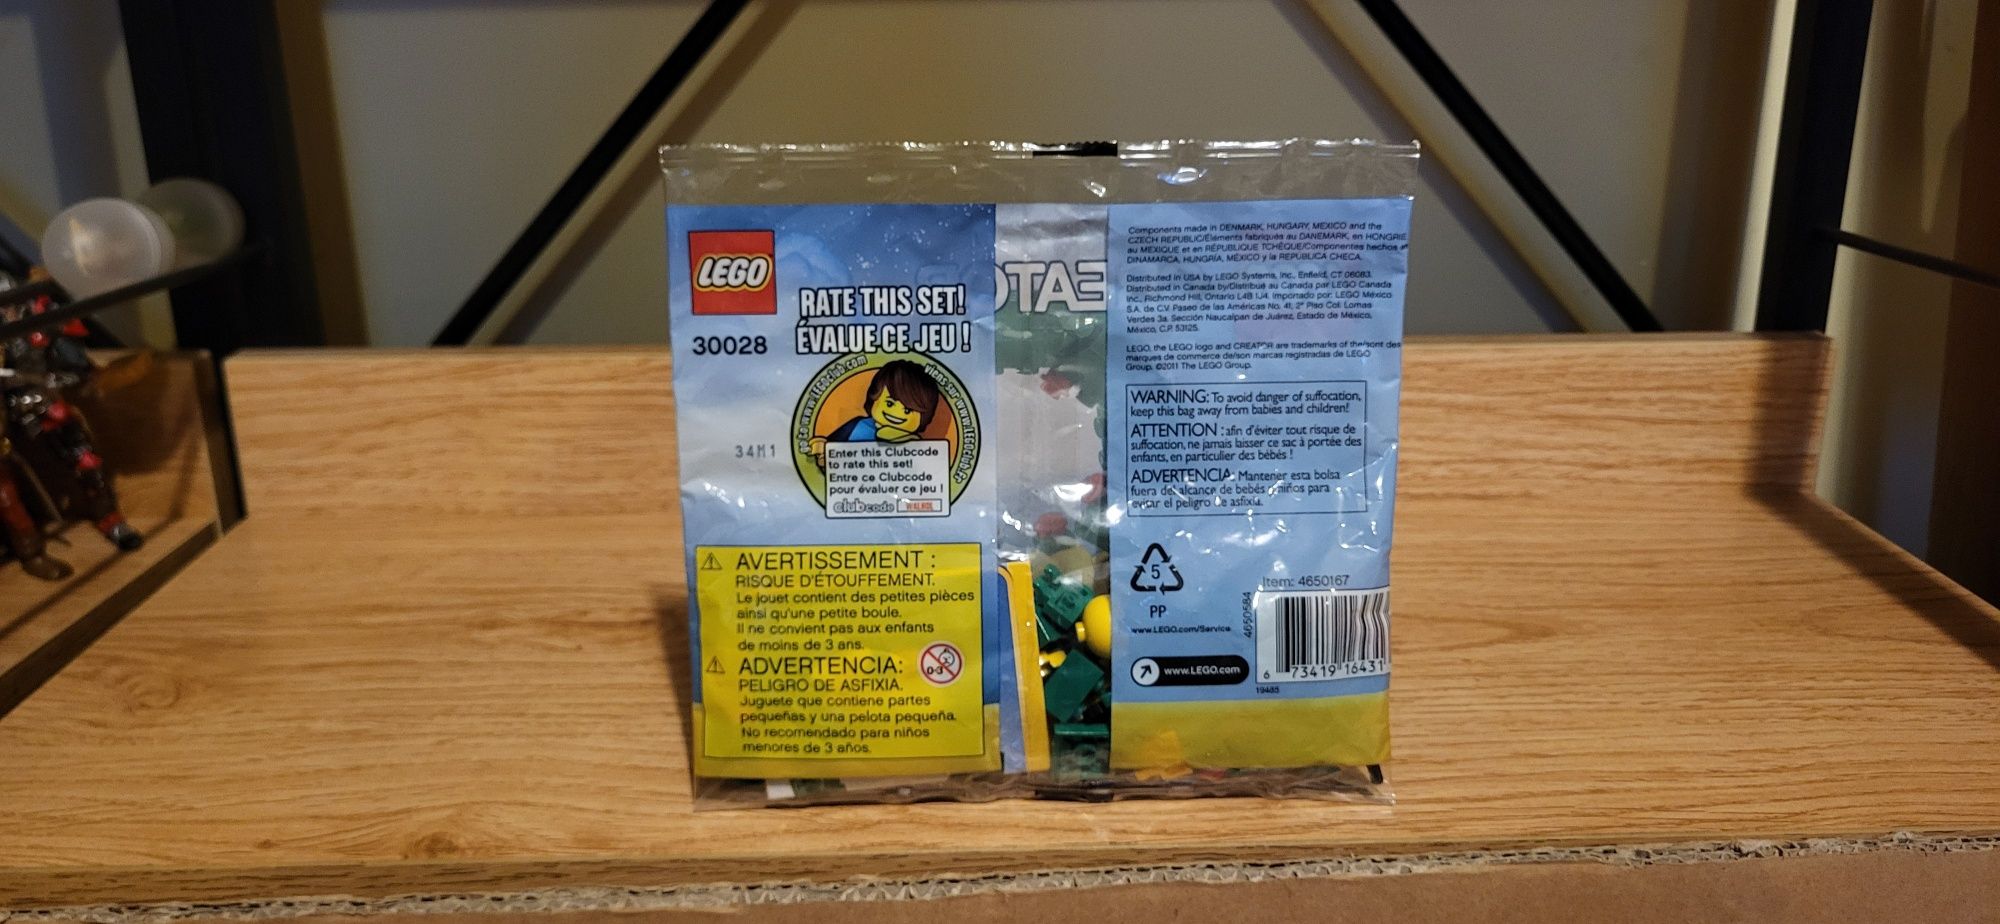 LEGO
RATE THIS SET!
ÉVALUE CE JEU !
30028
go to www.LEGOclub.com
viens sur www.LEGOclub.fr
34M1
Enter this Clubcode
to rate this set!
Entre ce Clubcode
pour évaluer ce jeu !
clubcode
⚠ AVERTISSEMENT :
RISQUE D'ÉTOUFFEMENT.
Le jouet contient des petites pièces
ainsi qu'une petite boule.
Il ne convient pas aux enfants
de moins de 3 ans.
⚠ ADVERTENCIA:
0-3
PELIGRO DE ASFIXIA.
Juguete que contiene partes
pequeñas y una pelota pequeña.
No recomendado para niños
menores de 3 años.
Components made in DENMARK, HUNGARY, MEXICO and the
CZECH REPUBLIC/Éléments fabriqués au DANEMARK, en HONGRIE
au MEXIQUE et en RÉPUBLIQUE TCHÈQUE/Componentes hechos en
DINAMARCA, HUNGRÍA, MÉXICO y la REPÚBLICA CHECA.
Distributed in USA by LEGO Systems, Inc., Enfield, CT 06083.
Distributed in Canada by/Distribué au Canada par LEGO Canada
Inc., Richmond Hill, Ontario L4B 1J4. Importado por: LEGO México
S.A. de C.V. Paseo de las Américas No. 41, 2° Piso Col. Lomas
Verdes 3a. Sección Naucalpan de Juárez, Estado de México,
México, C.P. 53125.
LEGO, the LEGO logo and CREATOR are trademarks of the/sont des
marques de commerce de/son marcas registradas de LEGO
Group. ©2011 The LEGO Group.
WARNING: To avoid danger of suffocation,
keep this bag away from babies and children!
ATTENTION : afin d'éviter tout risque de
suffocation, ne jamais laisser ce sac à portée des
enfants, en particulier des bébés !
ADVERTENCIA: Mantener esta bolsa
fuera del alcance de bebés o niños para
evitar el peligro de asfixia.
5
PP
www.LEGO.com/Service
www.LEGO.com
Item: 4650167
4650584
6 73419 16431
19485